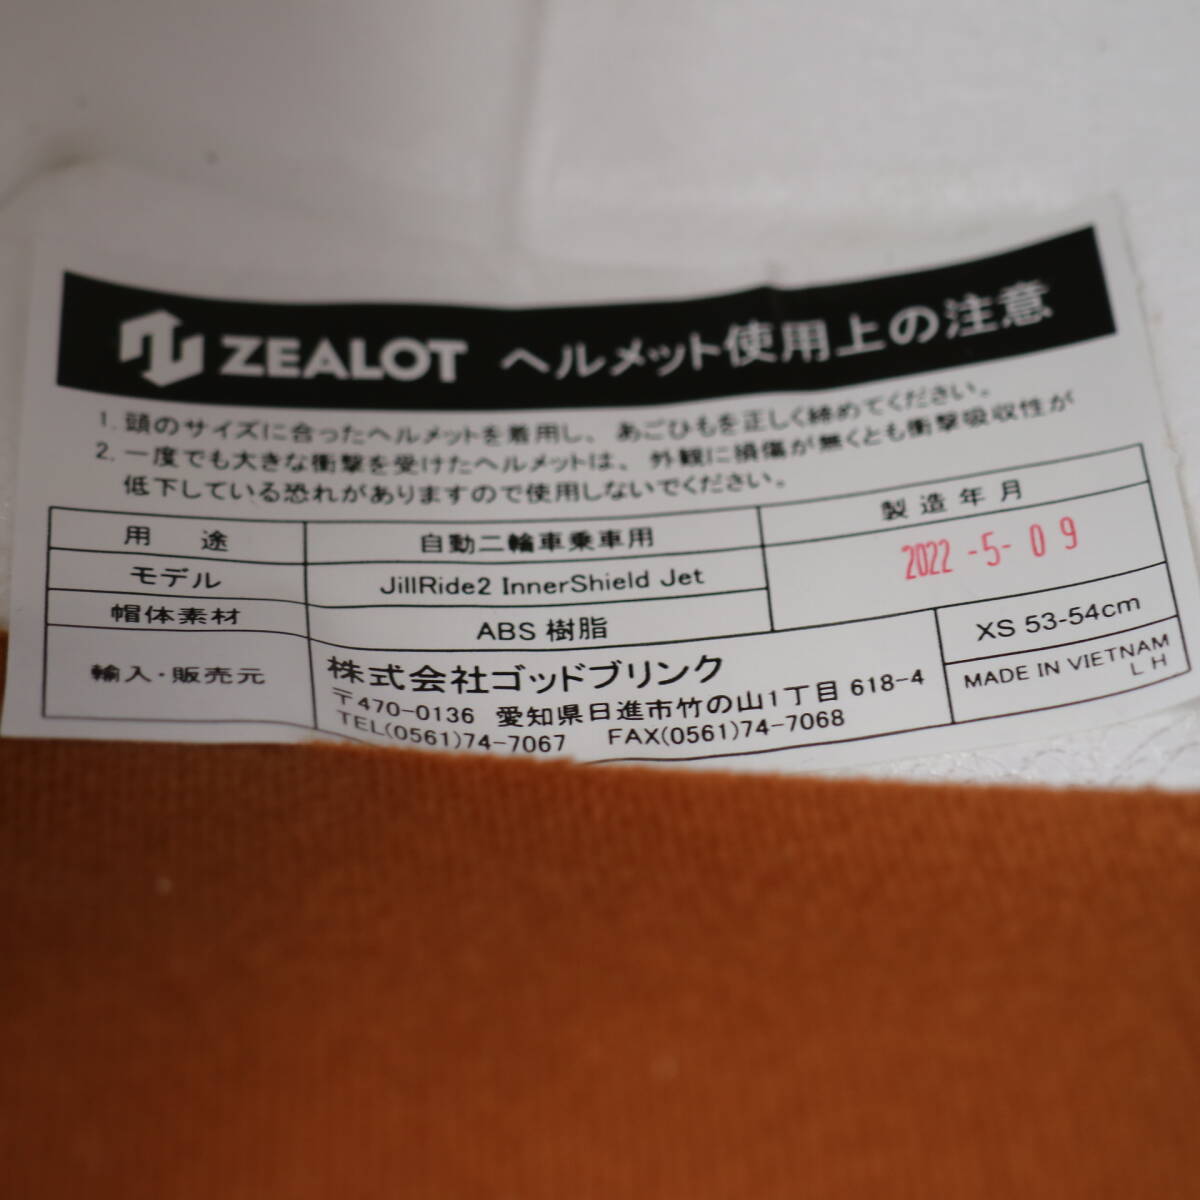 ZEALOT ヘルメット使用上の注意
1. 頭のサイズに合ったヘルメットを着用し、あごひもを正しく締めてください。
2. 一度でも大きな衝撃を受けたヘルメットは、外観に損傷が無くとも衝撃吸収性が
低下している恐れがありますので使用しないでください。
用 途 自動二輪車乗車用 製造年月
モデル JillRide2 InnerShield Jet 2022 -5- 09
帽体素材 ABS 樹脂
輸入・販売元 株式会社ゴッドブリンク XS 53-54cm
〒470-0136 愛知県日進市竹の山1丁目 618-4 MADE IN VIETNAM
TEL(0561)74-7067 FAX(0561)74-7068 LH